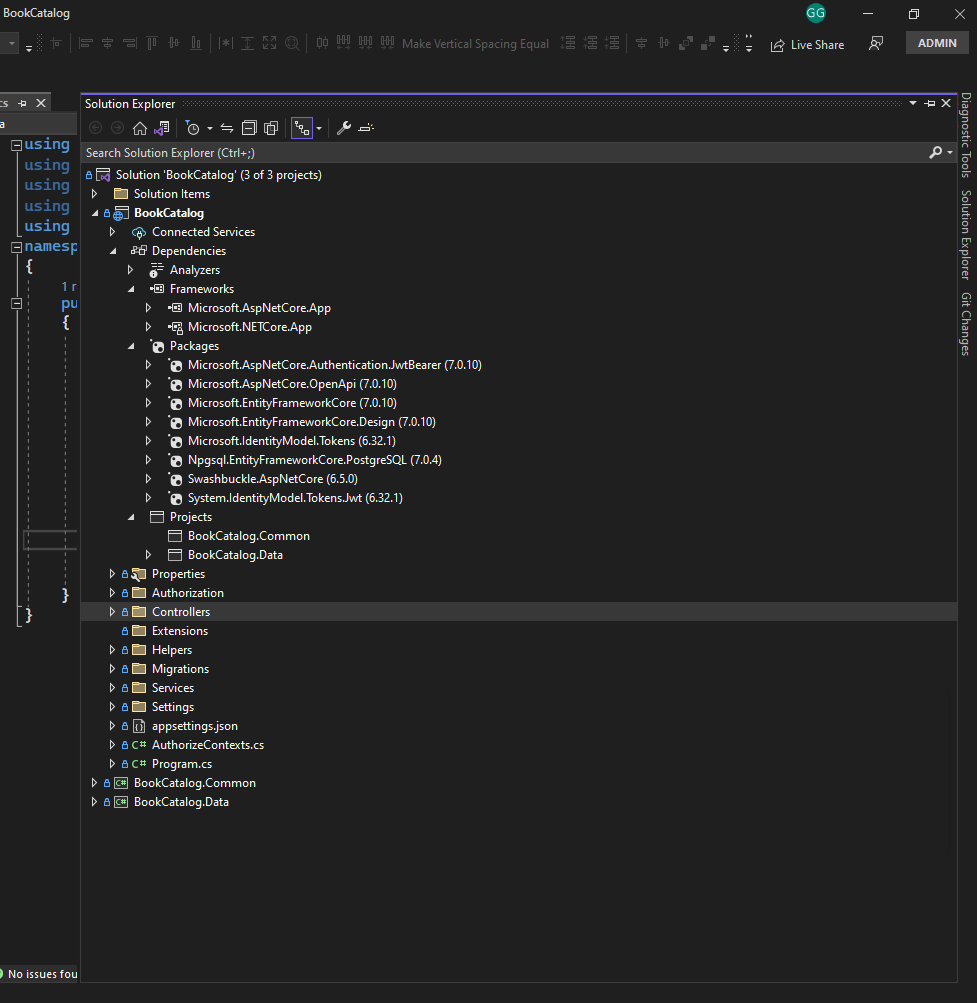 BookCatalog
GG
Make Vertical Spacing Equal
Live Share
ADMIN
cs
Solution Explorer
a
Search Solution Explorer (Ctrl+;)
using
using
using
using
using
namesp
{
1 r
pu
{
}
}
Solution 'BookCatalog' (3 of 3 projects)
Solution Items
BookCatalog
Connected Services
Dependencies
Analyzers
Frameworks
Microsoft.AspNetCore.App
Microsoft.NETCore.App
Packages
Microsoft.AspNetCore.Authentication.JwtBearer (7.0.10)
Microsoft.AspNetCore.OpenApi (7.0.10)
Microsoft.EntityFrameworkCore (7.0.10)
Microsoft.EntityFrameworkCore.Design (7.0.10)
Microsoft.IdentityModel.Tokens (6.32.1)
Npgsql.EntityFrameworkCore.PostgreSQL (7.0.4)
Swashbuckle.AspNetCore (6.5.0)
System.IdentityModel.Tokens.Jwt (6.32.1)
Projects
BookCatalog.Common
BookCatalog.Data
Properties
Authorization
Controllers
Extensions
Helpers
Migrations
Services
Settings
appsettings.json
C# AuthorizeContexts.cs
C# Program.cs
C# BookCatalog.Common
C# BookCatalog.Data
No issues fou
Diagnostic Tools
Solution Explorer
Git Changes